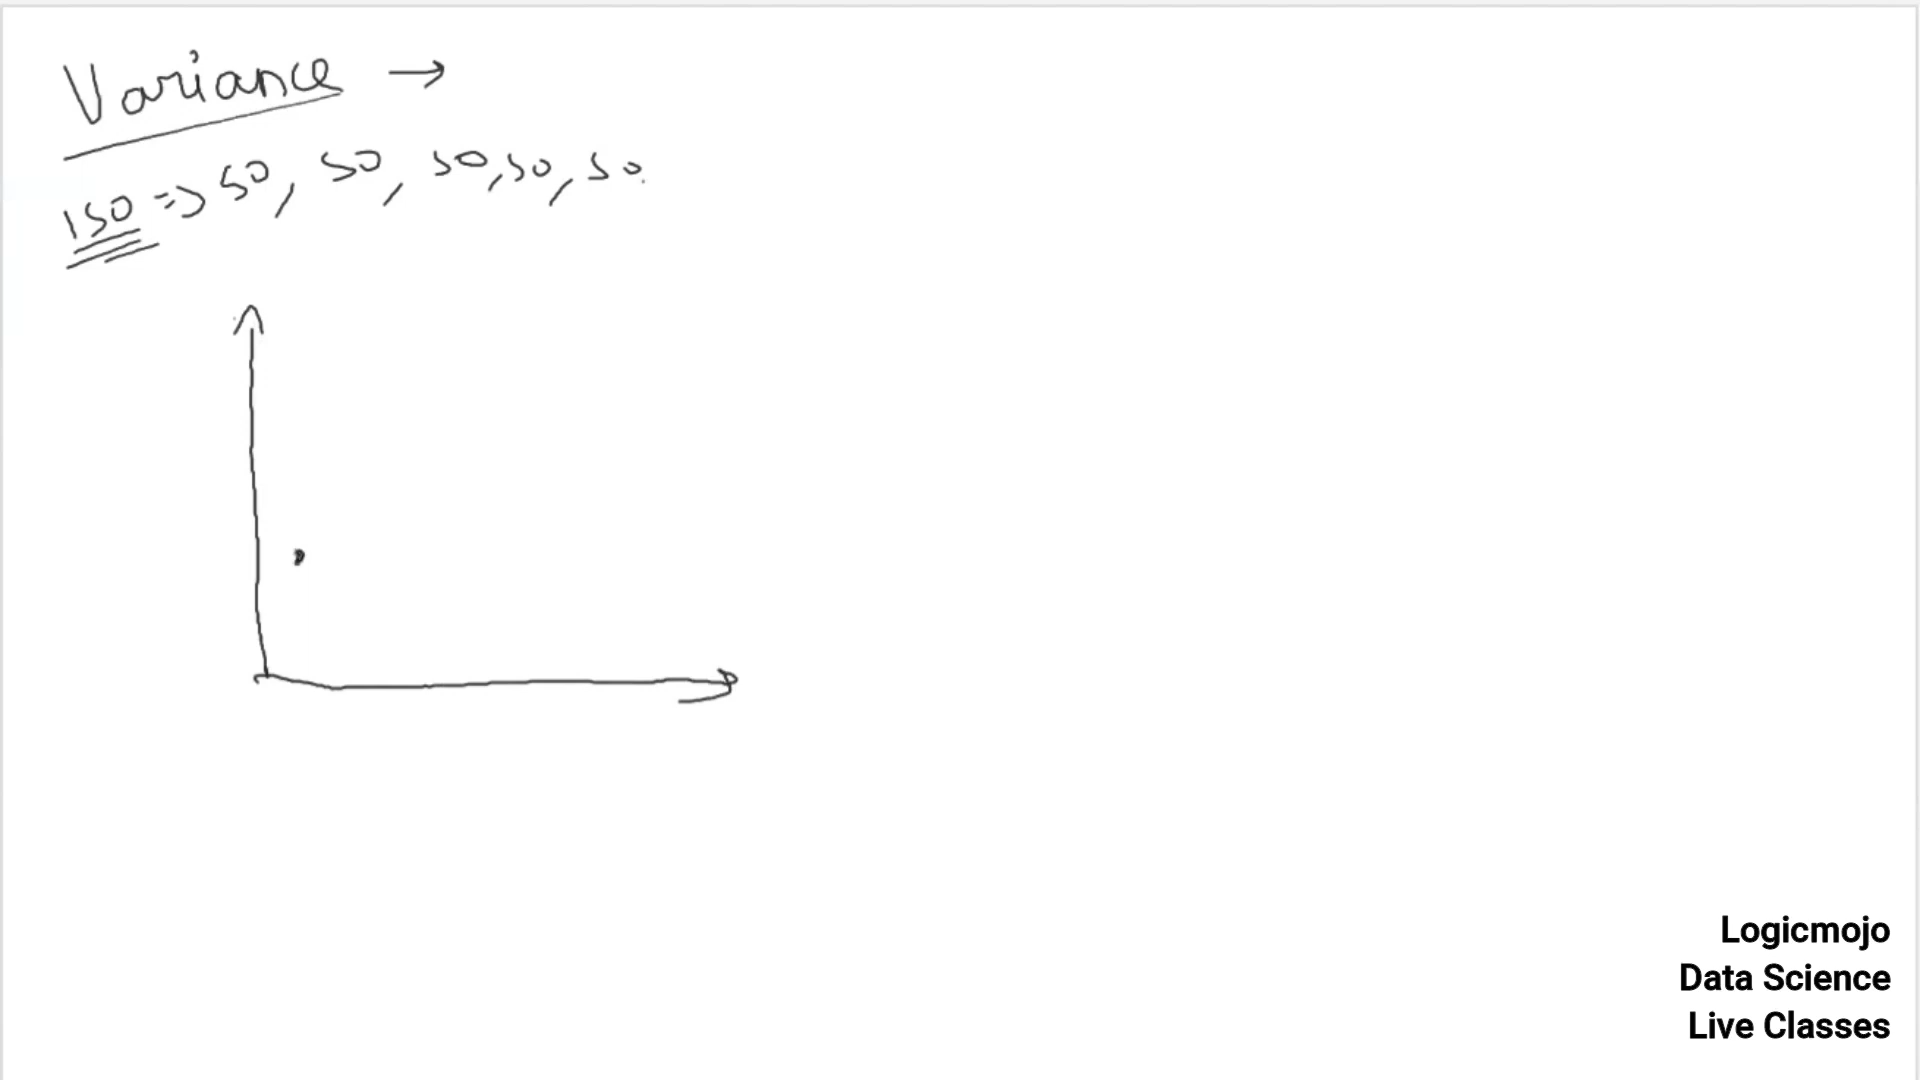 Variance →
150 => 50, 50, 50, 50, 50
Logicmojo
Data Science
Live Classes